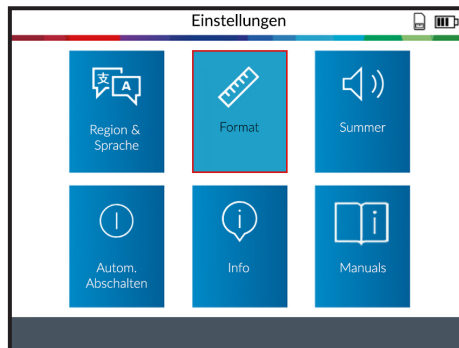 Einstellungen
Region &
Sprache
Format
Summer
Autom.
Abschalten
Info
Manuals